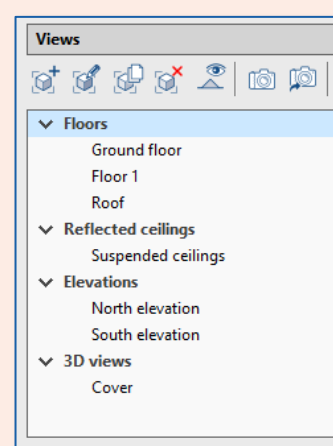 Views
Floors
Ground floor
Floor 1
Roof
Reflected ceilings
Suspended ceilings
Elevations
North elevation
South elevation
3D views
Cover